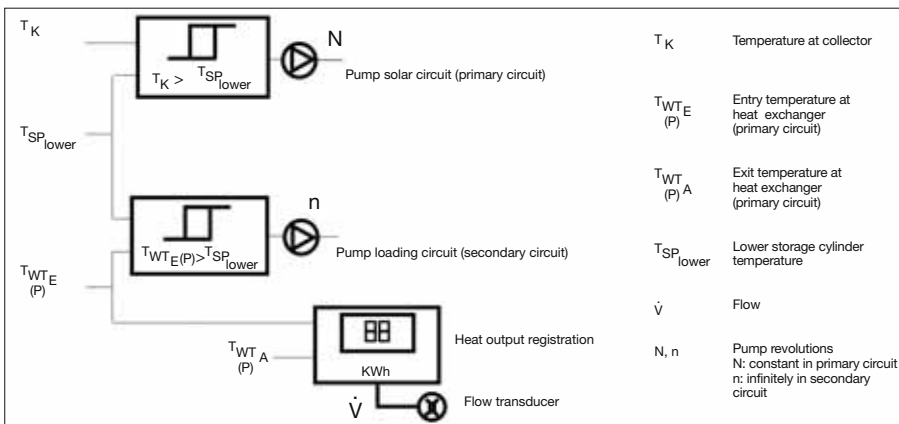 T K
T K > T SP lower
N
Pump solar circuit (primary circuit)
T SP lower
n
T WT E(P) > T SP lower
Pump loading circuit (secondary circuit)
T WT E (P)
Heat output registration
T WT A (P)
KWh
V̇
Flow transducer
T K
Temperature at collector
T WT E (P)
Entry temperature at
heat exchanger
(primary circuit)
T WT (P) A
Exit temperature at
heat exchanger
(primary circuit)
T SP lower
Lower storage cylinder
temperature
V̇
Flow
N, n
Pump revolutions
N: constant in primary circuit
n: infinitely in secondary
circuit